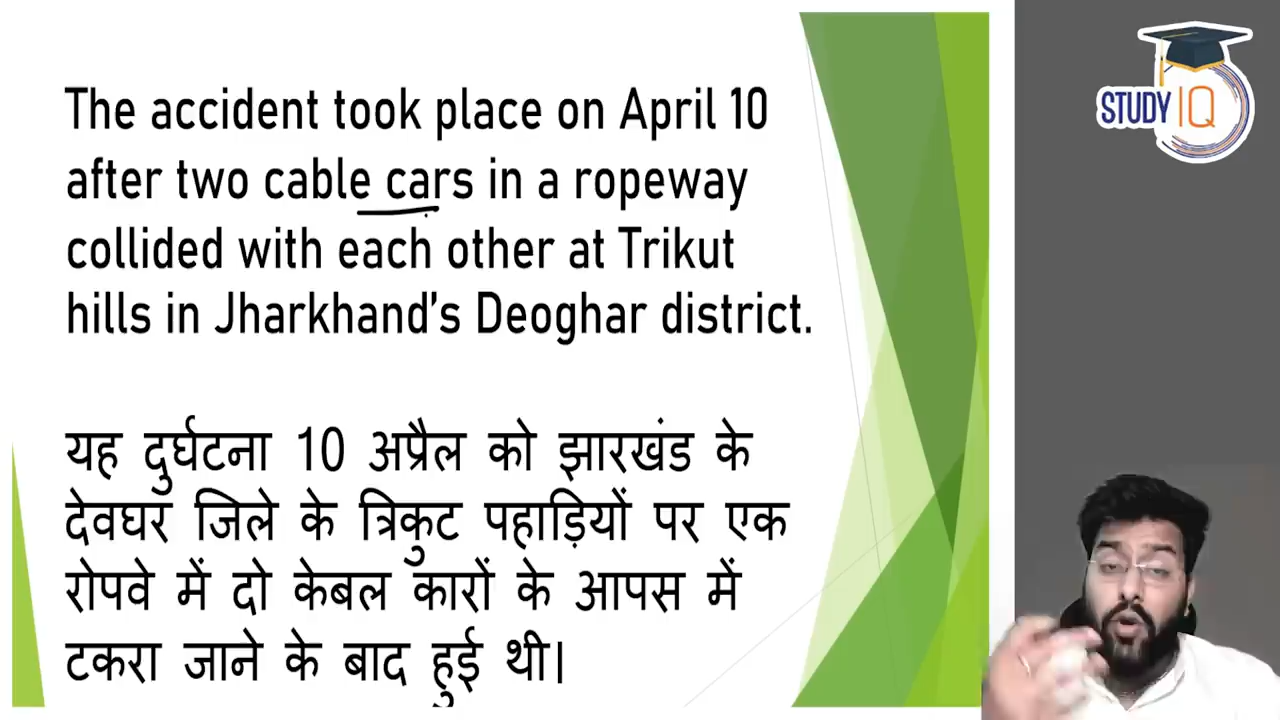 The accident took place on April 10
after two cable cars in a ropeway
collided with each other at Trikut
hills in Jharkhand's Deoghar district.
यह दुर्घटना 10 अप्रैल को झारखंड के
देवघर जिले के त्रिकुट पहाड़ियों पर एक
रोपवे में दो केबल कारों के आपस में
टकरा जाने के बाद हुई थी।
STUDY IQ